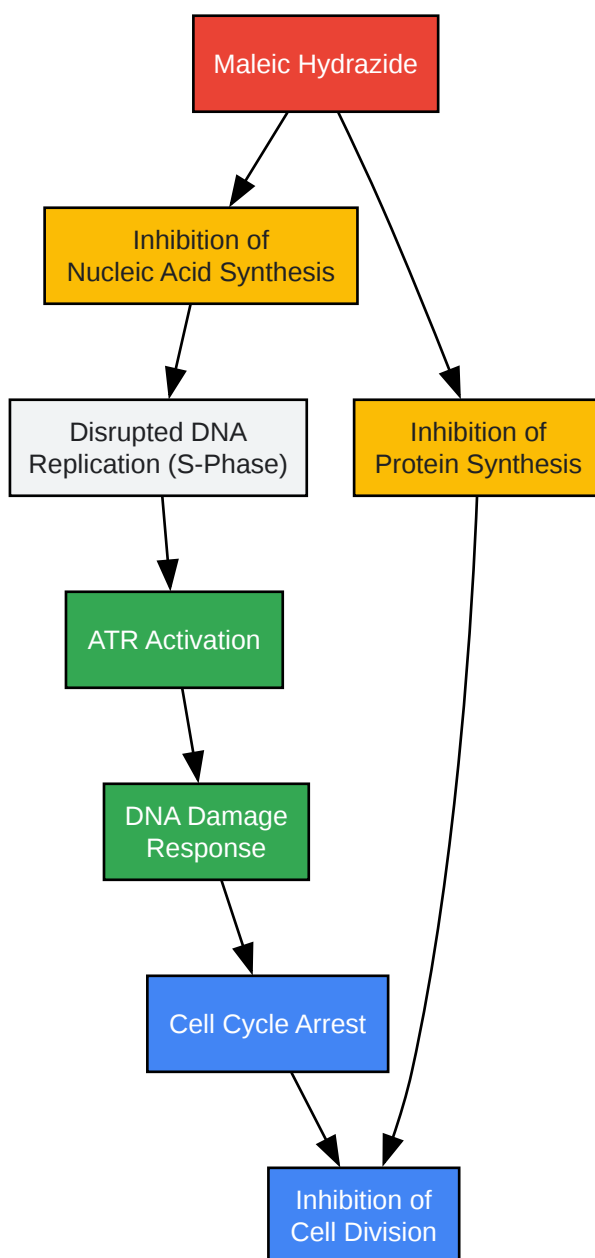 Maleic Hydrazide
Inhibition of
Nucleic Acid Synthesis
Disrupted DNA
Replication (S-Phase)
Inhibition of
Protein Synthesis
ATR Activation
DNA Damage
Response
Cell Cycle Arrest
Inhibition of
Cell Division